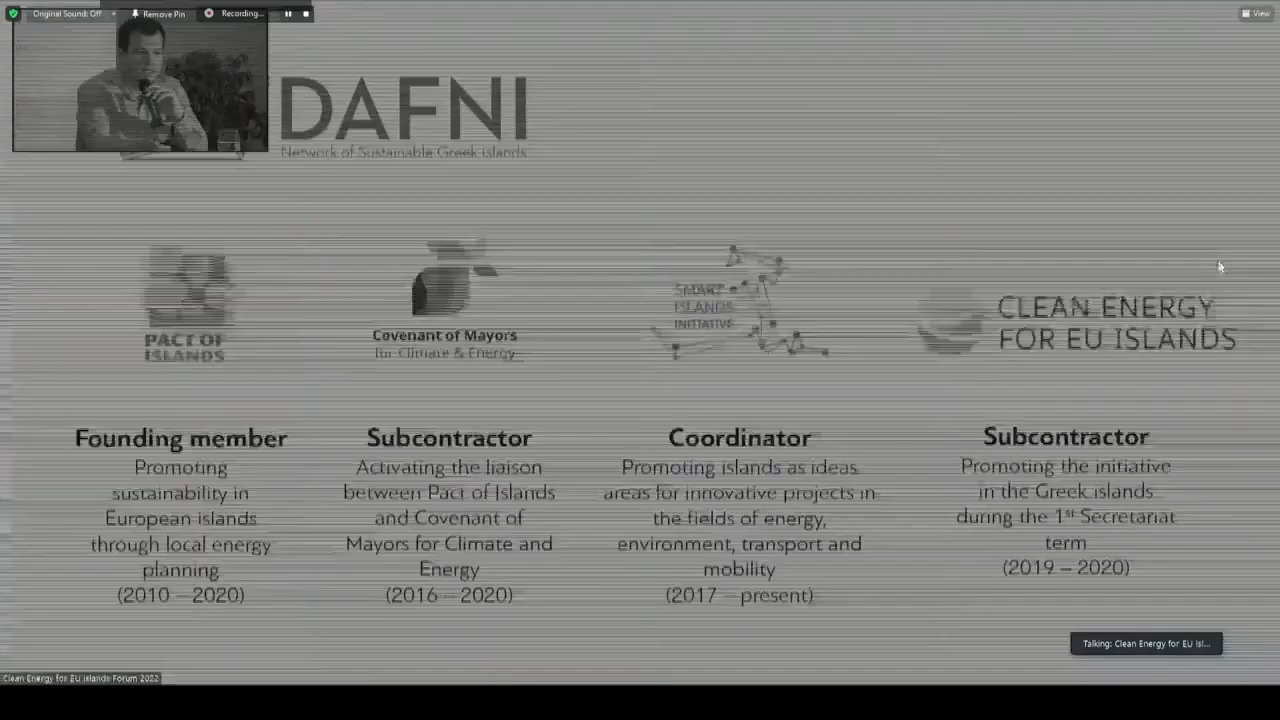 Original Sound: Off
Remove Pin
Recording...
View
DAFNI
Network of Sustainable Greek islands
PACT OF
ISLANDS
Covenant of Mayors
for Climate & Energy
SMART
ISLANDS
INITIATIVE
CLEAN ENERGY
FOR EU ISLANDS
Founding member
Promoting
sustainability in
European islands
through local energy
planning
(2010 – 2020)
Subcontractor
Activating the liaison
between Pact of Islands
and Covenant of
Mayors for Climate and
Energy
(2016 – 2020)
Coordinator
Promoting islands as ideas
areas for innovative projects in
the fields of energy,
environment, transport and
mobility
(2017 – present)
Subcontractor
Promoting the initiative
in the Greek islands
during the 1st Secretariat
term
(2019 – 2020)
Talking: Clean Energy for EU isl...
Clean Energy for EU islands Forum 2022